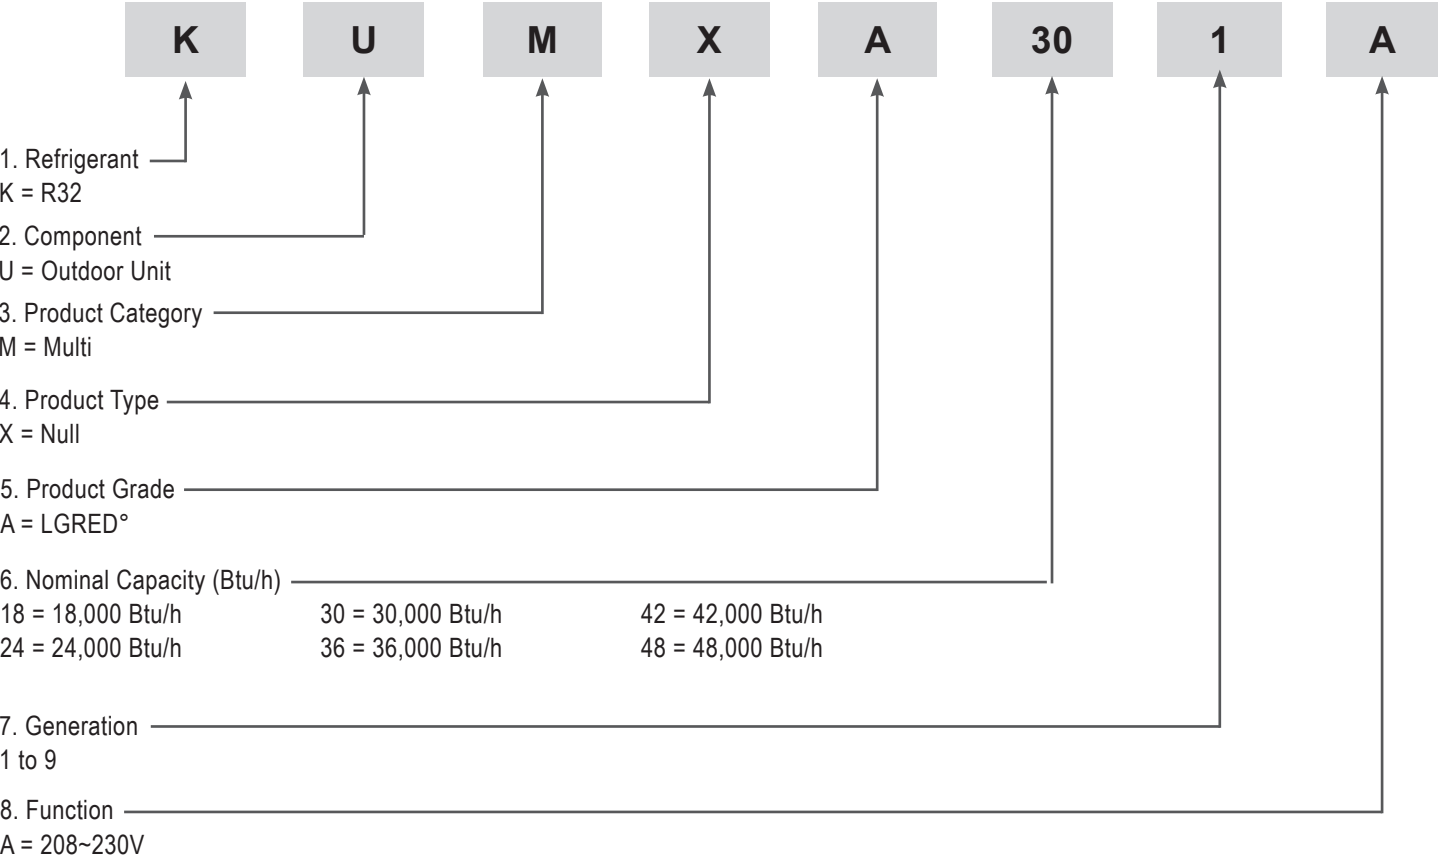 K U M X A 30 1 A
1. Refrigerant
K = R32
2. Component
U = Outdoor Unit
3. Product Category
M = Multi
4. Product Type
X = Null
5. Product Grade
A = LGRED°
6. Nominal Capacity (Btu/h)
18 = 18,000 Btu/h 30 = 30,000 Btu/h 42 = 42,000 Btu/h
24 = 24,000 Btu/h 36 = 36,000 Btu/h 48 = 48,000 Btu/h
7. Generation
1 to 9
8. Function
A = 208~230V